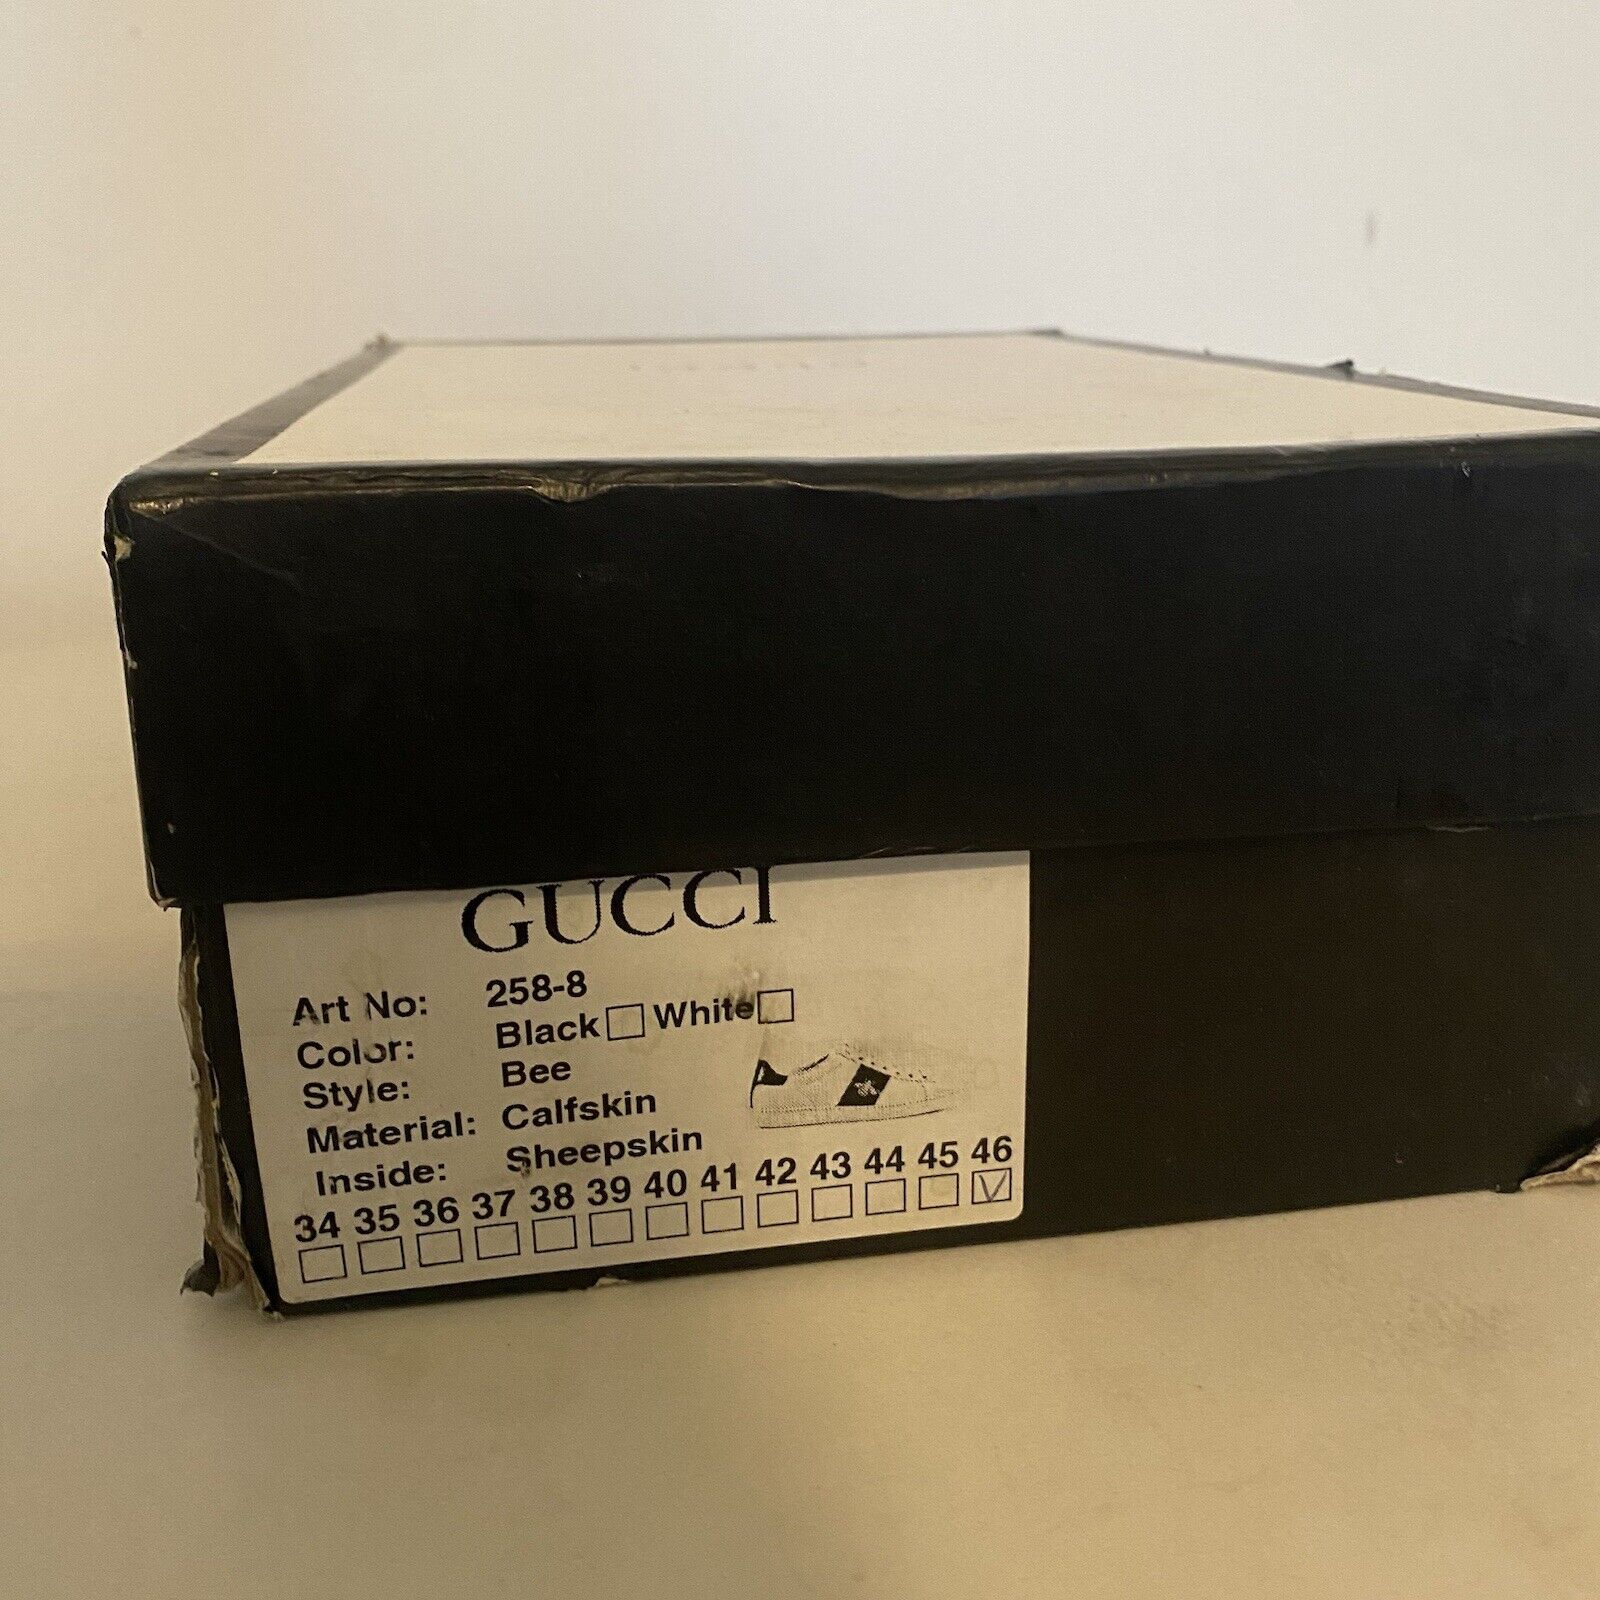 GUCCI
Art No: 258-8
Color: Black White
Style: Bee
Material: Calfskin
Inside: Sheepskin
34 35 36 37 38 39 40 41 42 43 44 45 46